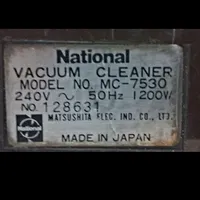 National
VACUUM CLEANER
MODEL NO. MC-7530
240V ~ 50Hz 1200W
NO. 128631
National
MATSUSHITA ELEC. IND. CO., LTD.
MADE IN JAPAN